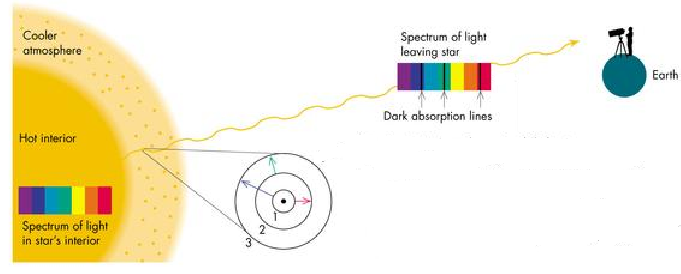 Cooler
atmosphere
Spectrum of light
leaving star
Earth
Dark absorption lines
Hot interior
Spectrum of light
in star's interior
1
2
3